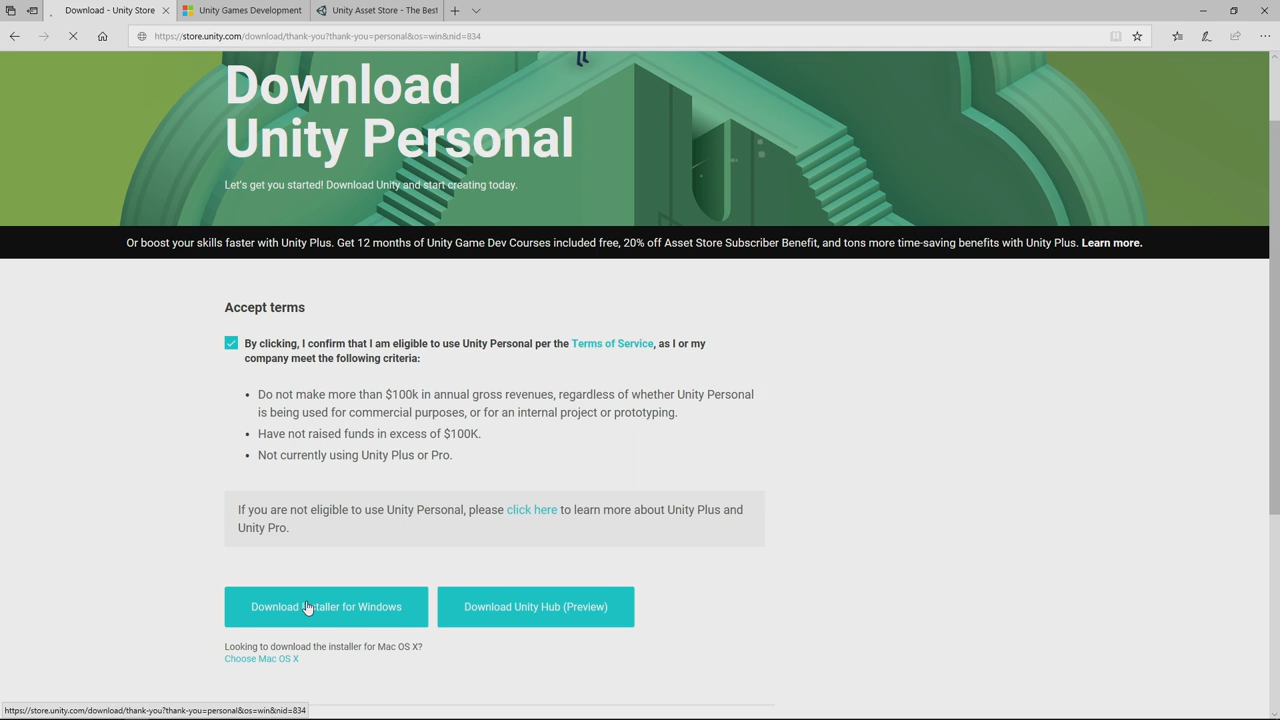 Download - Unity Store
Unity Games Development
Unity Asset Store - The Best
https://store.unity.com/download/thank-you?thank-you=personal&os=win&nid=834
Download
Unity Personal
Let's get you started! Download Unity and start creating today.
Or boost your skills faster with Unity Plus. Get 12 months of Unity Game Dev Courses included free, 20% off Asset Store Subscriber Benefit, and tons more time-saving benefits with Unity Plus. Learn more.
Accept terms
By clicking, I confirm that I am eligible to use Unity Personal per the Terms of Service, as I or my
company meet the following criteria:
• Do not make more than $100k in annual gross revenues, regardless of whether Unity Personal
is being used for commercial purposes, or for an internal project or prototyping.
• Have not raised funds in excess of $100K.
• Not currently using Unity Plus or Pro.
If you are not eligible to use Unity Personal, please click here to learn more about Unity Plus and
Unity Pro.
Download Installer for Windows
Download Unity Hub (Preview)
Looking to download the installer for Mac OS X?
Choose Mac OS X
https://store.unity.com/download/thank-you?thank-you=personal&os=win&nid=834